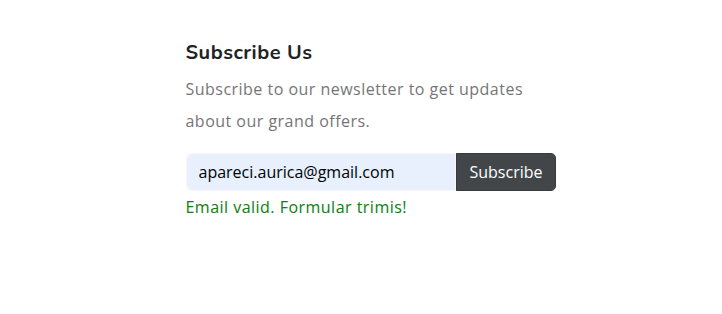 Subscribe Us
Subscribe to our newsletter to get updates
about our grand offers.
apareci.aurica@gmail.com Subscribe
Email valid. Formular trimis!